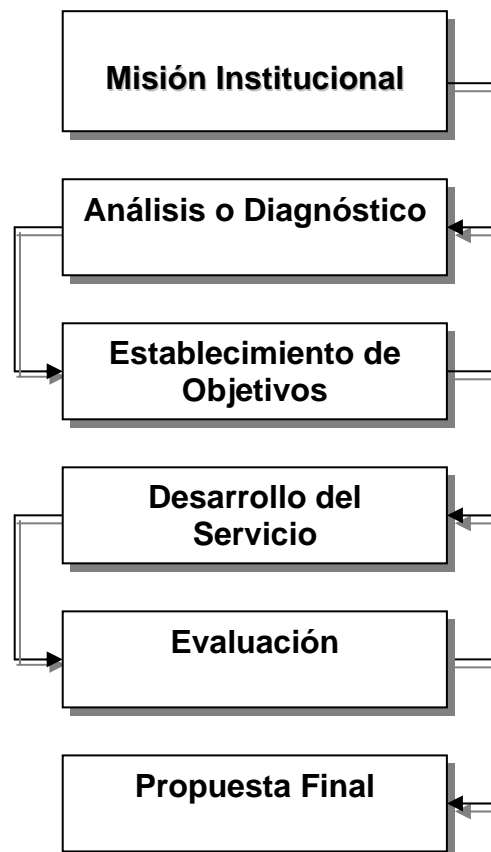 Misión Institucional
Análisis o Diagnóstico
Establecimiento de
Objetivos
Desarrollo del
Servicio
Evaluación
Propuesta Final